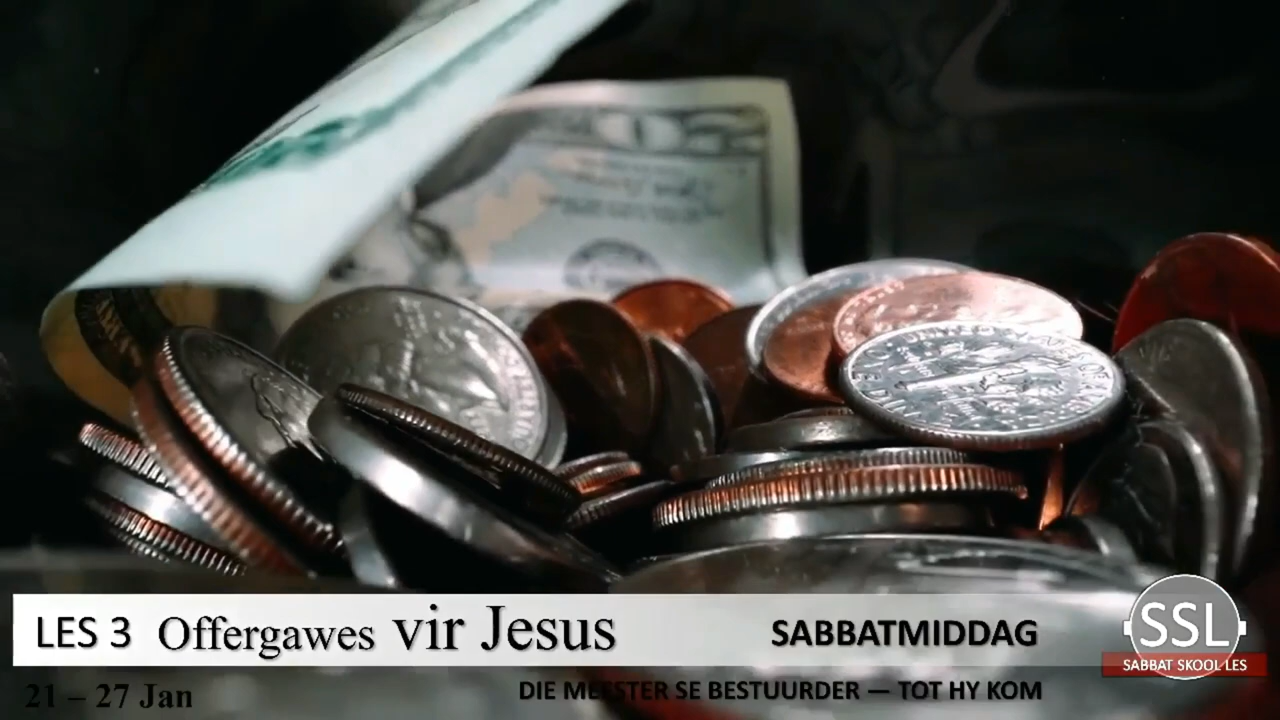 LES 3 Offergawes vir Jesus
SABBATMIDDAG
SSL
SABBAT SKOOL LES
21 – 27 Jan
DIE MEESTER SE BESTUURDER — TOT HY KOM